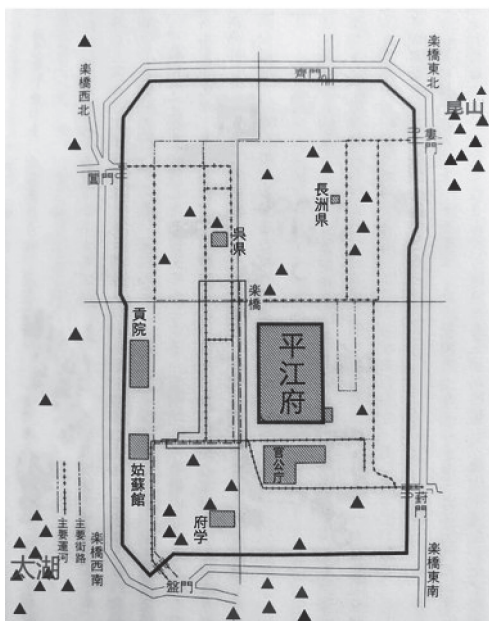 楽橋西北
齊門
楽橋東北
昆山
婁門
閶門
長洲県
呉県
楽橋
貢院
平江府
姑蘇館
官公庁
府学
葑門
主要運河
主要街路
太湖
楽橋西南
盤門
楽橋東南